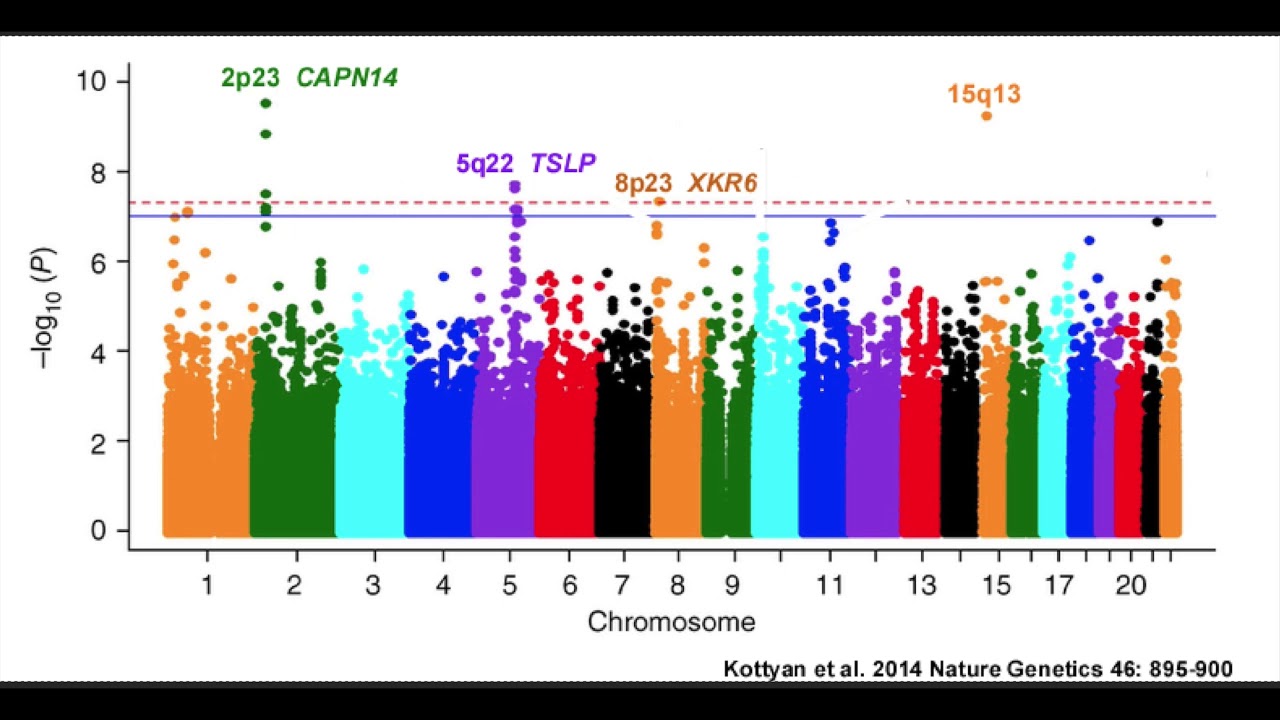 2p23 CAPN14
15q13
5q22 TSLP
8p23 XKR6
–log10 (P)
10
8
6
4
2
0
1 2 3 4 5 6 7 8 9 11 13 15 17 20
Chromosome
Kottyan et al. 2014 Nature Genetics 46: 895-900